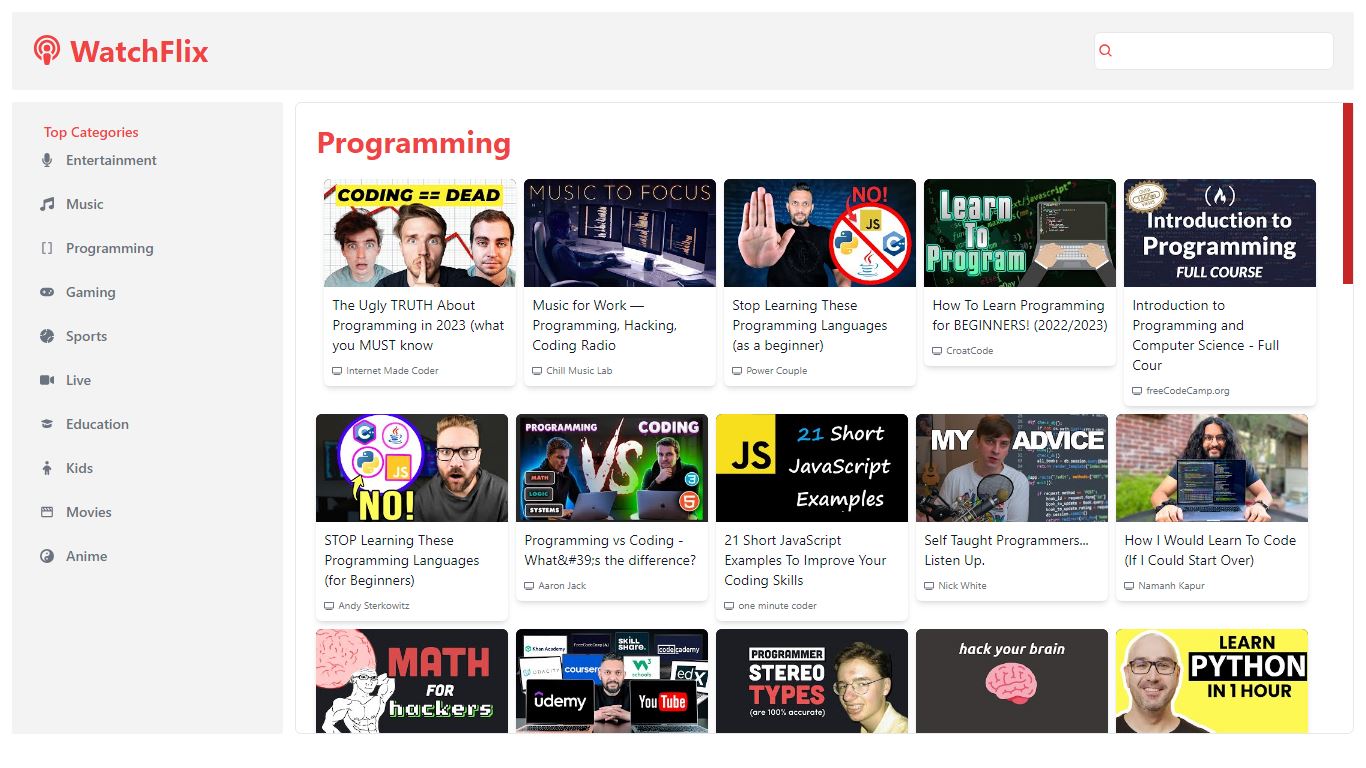 WatchFlix
Top Categories
Entertainment
Music
Programming
Gaming
Sports
Live
Education
Kids
Movies
Anime
Programming
CODING == DEAD
The Ugly TRUTH About
Programming in 2023 (what
you MUST know
Internet Made Coder
MUSIC TO FOCUS
Music for Work —
Programming, Hacking,
Coding Radio
Chill Music Lab
NO!
JS
Stop Learning These
Programming Languages
(as a beginner)
Power Couple
Learn
To
Program
How To Learn Programming
for BEGINNERS! (2022/2023)
CroatCode
Introduction to
Programming
FULL COURSE
Introduction to
Programming and
Computer Science - Full
Cour
freeCodeCamp.org
JS
NO!
STOP Learning These
Programming Languages
(for Beginners)
Andy Sterkowitz
PROGRAMMING
CODING
VS
MATH
LOGIC
SYSTEMS
Programming vs Coding -
What&#39;s the difference?
Aaron Jack
JS
21 Short
JavaScript
Examples
21 Short JavaScript
Examples To Improve Your
Coding Skills
one minute coder
MY ADVICE
Self Taught Programmers...
Listen Up.
Nick White
How I Would Learn To Code
(If I Could Start Over)
Namanh Kapur
MATH
FOR
hackers
Khan Academy
freeCodeCamp
SKILL
SHARE.
codecademy
UDACITY
coursera
W3
schools
edX
ûdemy
YouTube
PROGRAMMER
STEREO
TYPES
(are 100% accurate)
hack your brain
LEARN
PYTHON
IN 1 HOUR